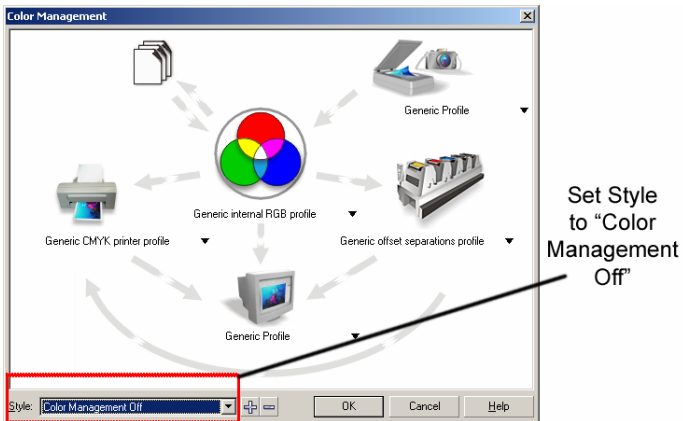 Color Management
Generic Profile
Generic internal RGB profile
Generic CMYK printer profile
Generic offset separations profile
Generic Profile
Set Style
to “Color
Management
Off”
Style: Color Management Off
OK Cancel Help